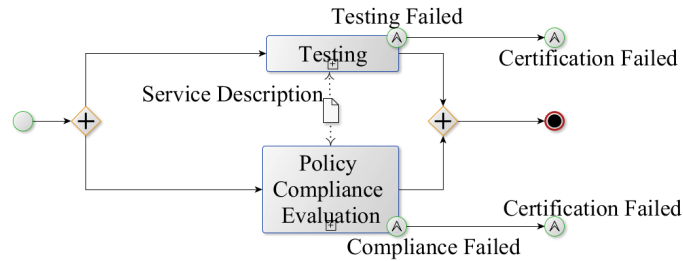 Testing Failed
Testing
Certification Failed
Service Description
Policy
Compliance
Evaluation
Certification Failed
Compliance Failed